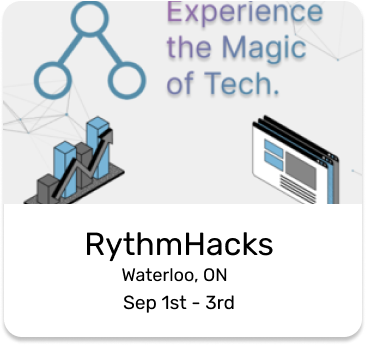 Experience
the Magic
of Tech.
RythmHacks
Waterloo, ON
Sep 1st - 3rd